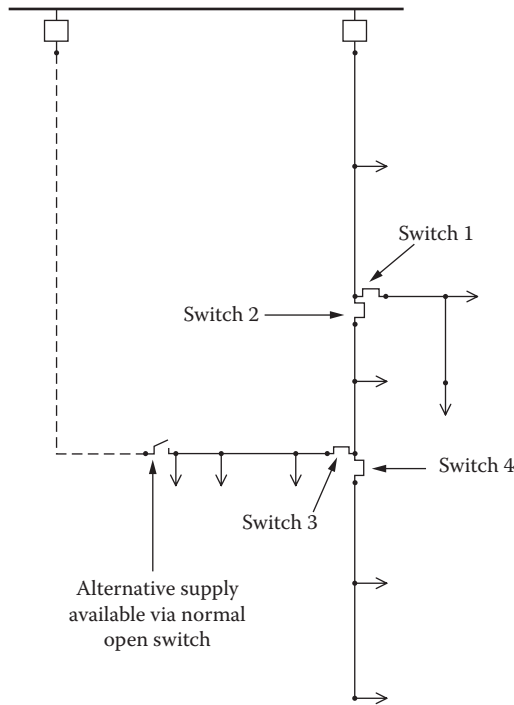 Switch 1
Switch 2
Switch 4
Switch 3
Alternative supply
available via normal
open switch